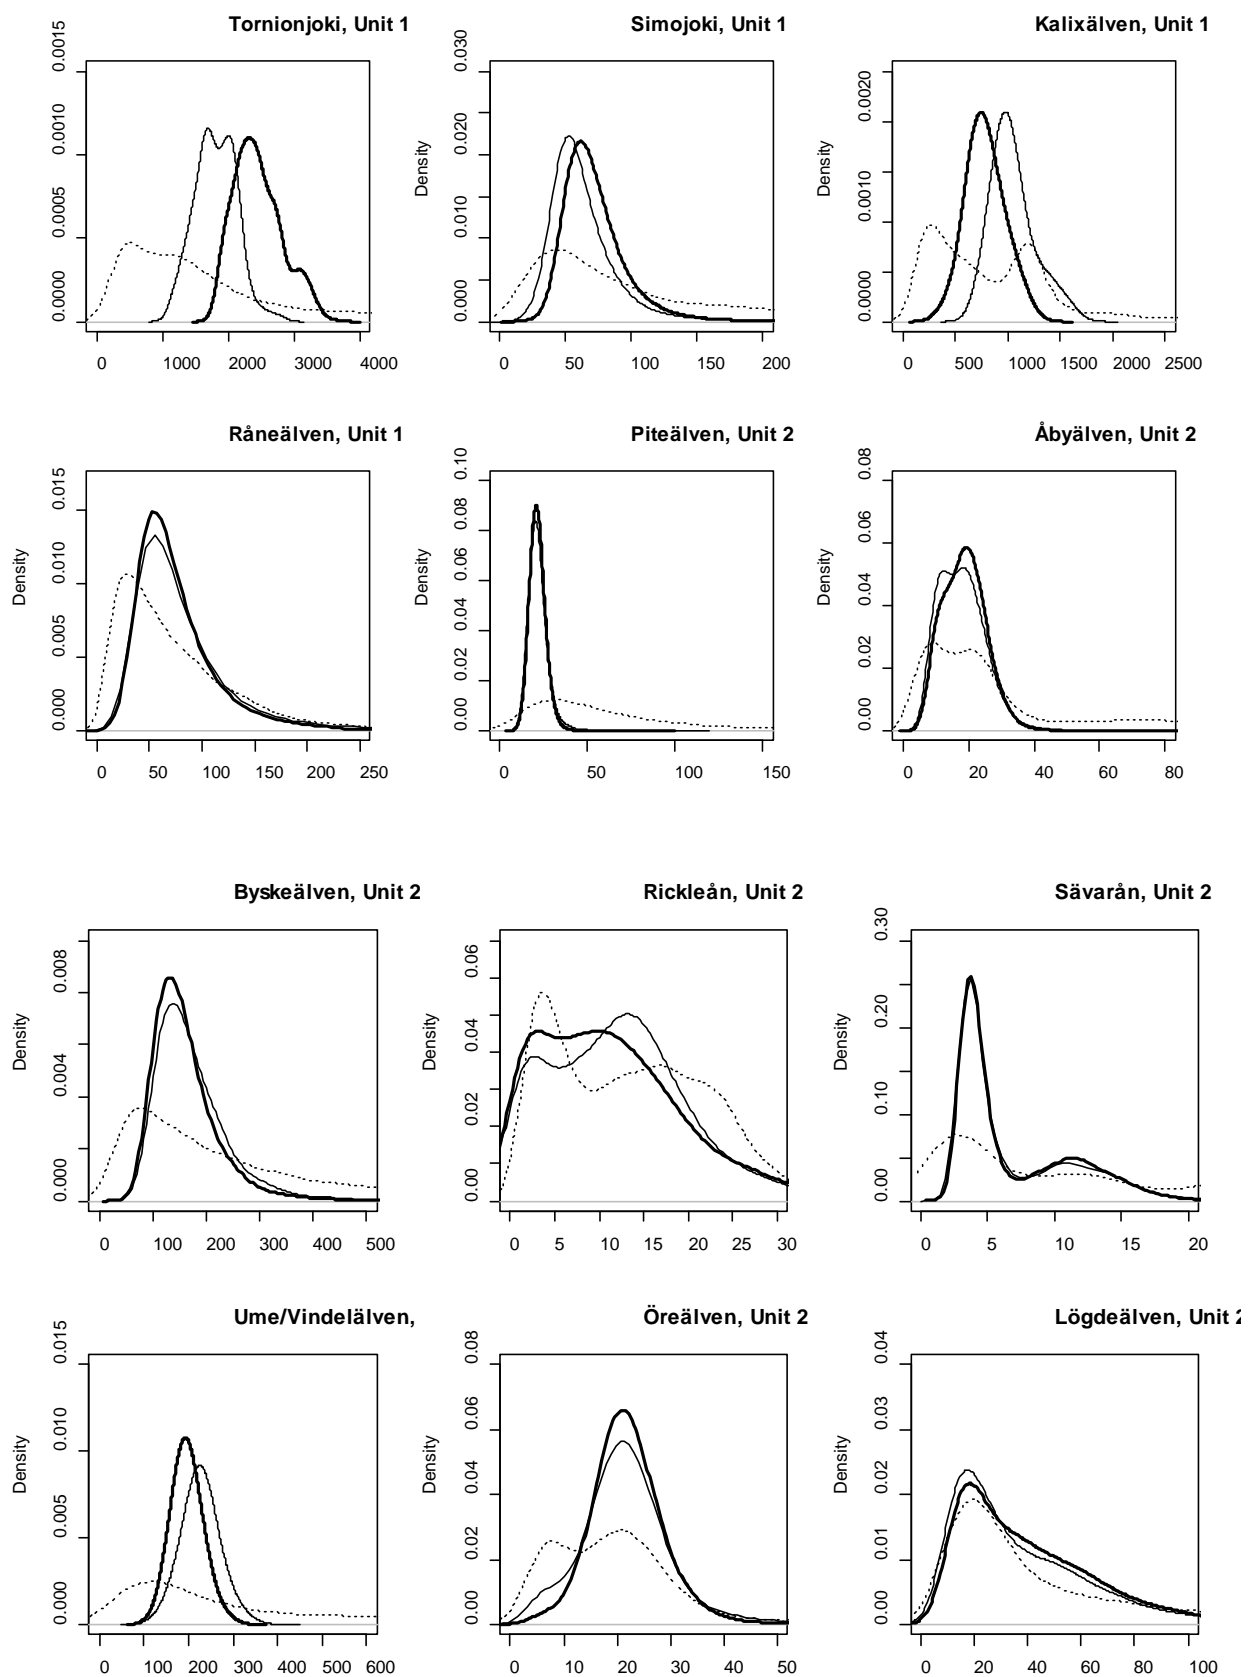 Tornionjoki, Unit 1
0.0000 0.0005 0.0010 0.0015
0 1000 2000 3000 4000
Simojoki, Unit 1
Density
0.000 0.010 0.020 0.030
0 50 100 150 200
Kalixälven, Unit 1
Density
0.0000 0.0010 0.0020
0 500 1000 1500 2000 2500
Råneälven, Unit 1
Density
0.000 0.005 0.010 0.015
0 50 100 150 200 250
Piteälven, Unit 2
Density
0.00 0.02 0.04 0.06 0.08 0.10
0 50 100 150
Åbyälven, Unit 2
Density
0.00 0.02 0.04 0.06 0.08
0 20 40 60 80
Byskeälven, Unit 2
Density
0.000 0.004 0.008
0 100 200 300 400 500
Rickleån, Unit 2
Density
0.00 0.02 0.04 0.06
0 5 10 15 20 25 30
Sävarån, Unit 2
Density
0.00 0.10 0.20 0.30
0 5 10 15 20
Ume/Vindelälven,
Density
0.000 0.005 0.010 0.015
0 100 200 300 400 500 600
Öreälven, Unit 2
Density
0.00 0.02 0.04 0.06 0.08
0 10 20 30 40 50
Lögdeälven, Unit 2
Density
0.00 0.01 0.02 0.03 0.04
0 20 40 60 80 100